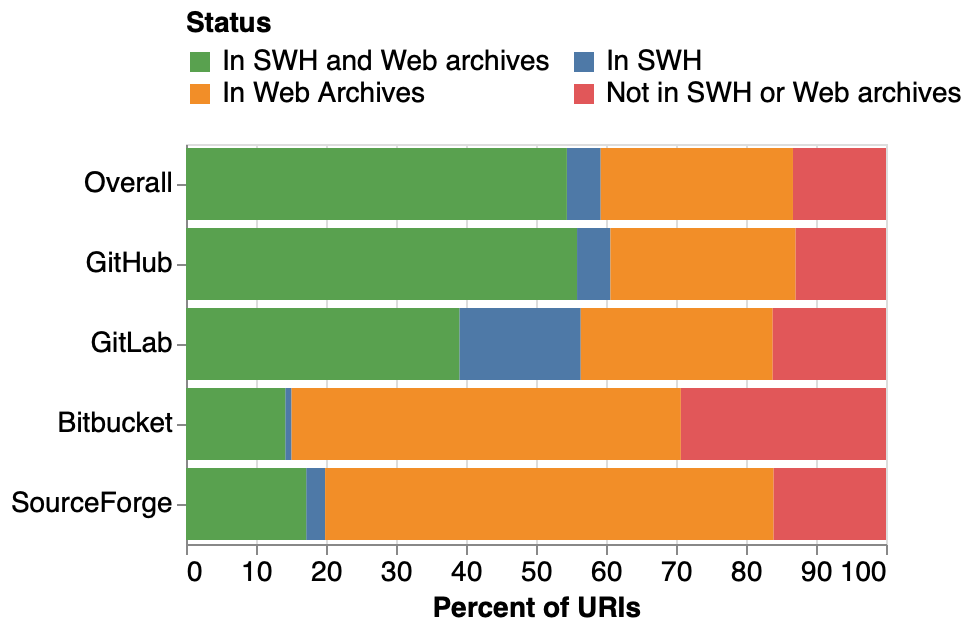 Status
In SWH and Web archives
In SWH
In Web Archives
Not in SWH or Web archives
Overall
GitHub
GitLab
Bitbucket
SourceForge
0 10 20 30 40 50 60 70 80 90 100
Percent of URIs